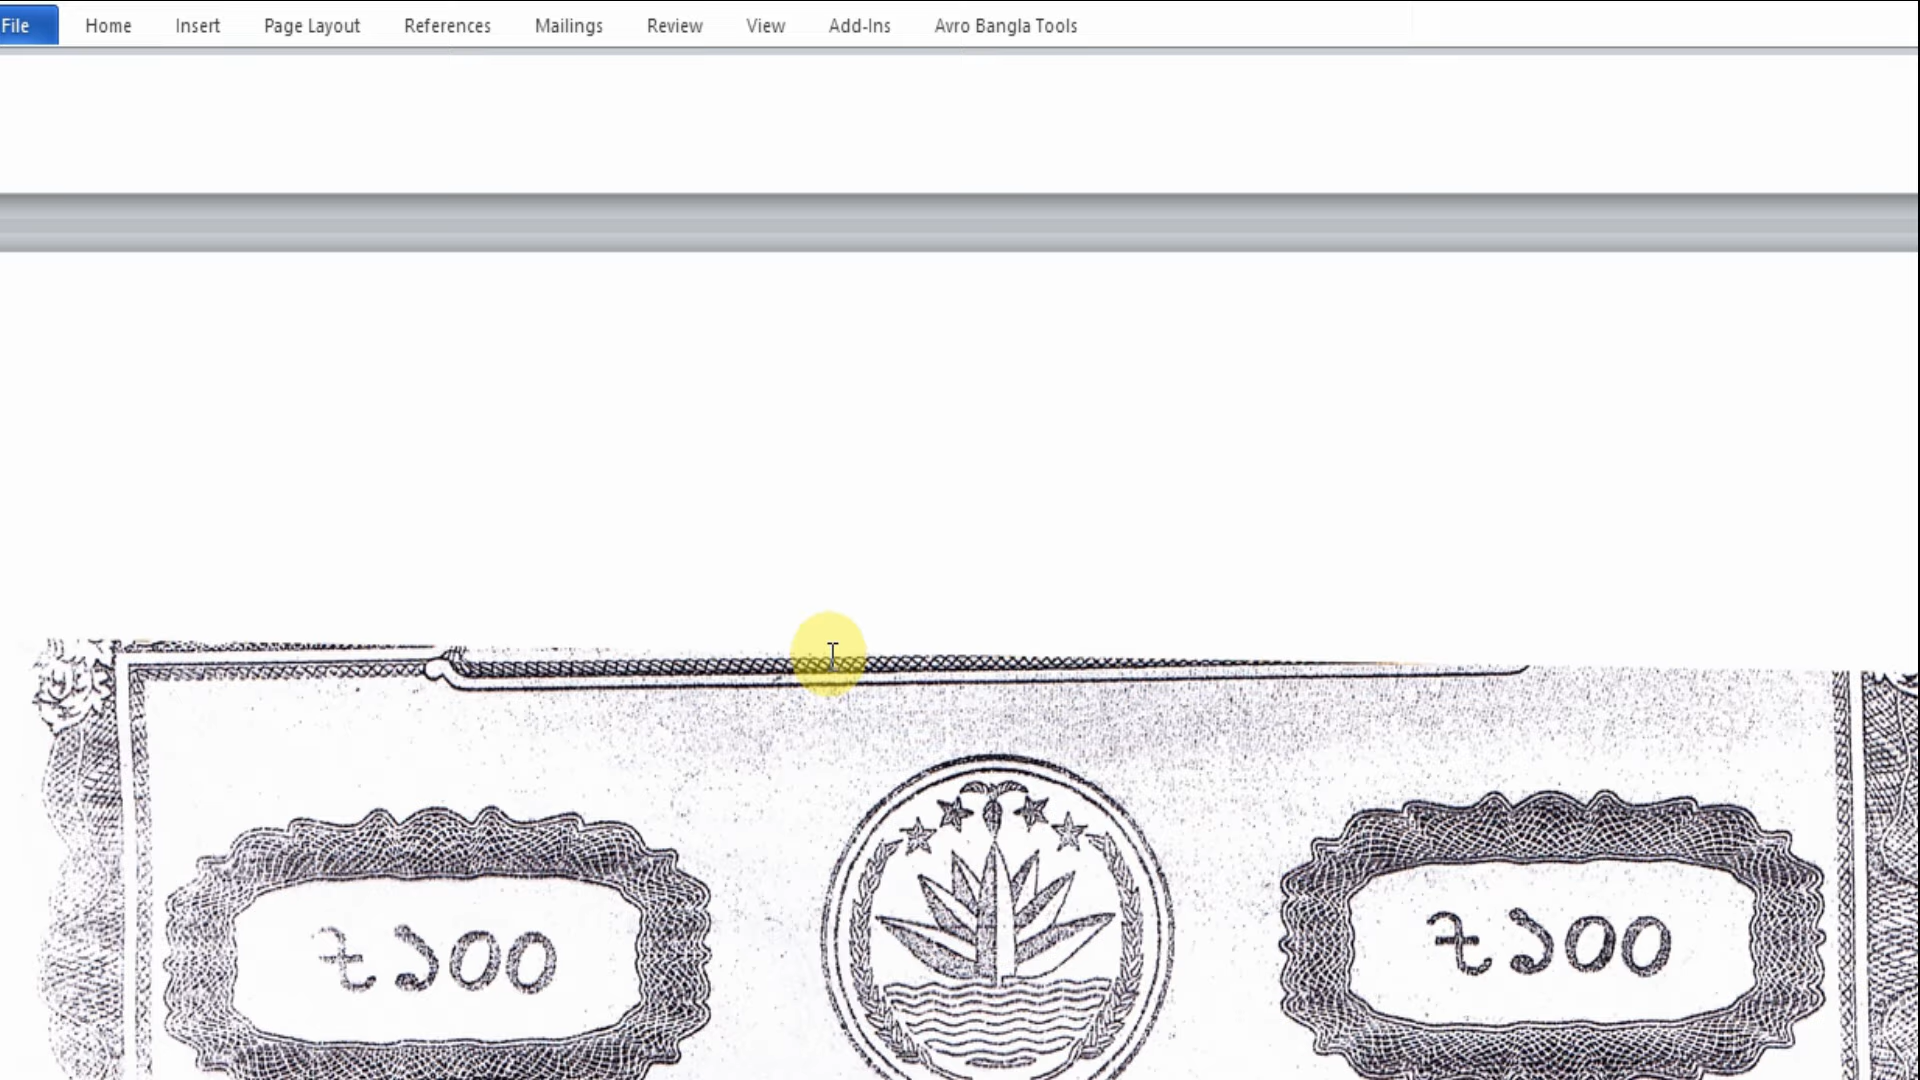 File Home Insert Page Layout References Mailings Review View Add-Ins Avro Bangla Tools
৳১০০ ৳১০০